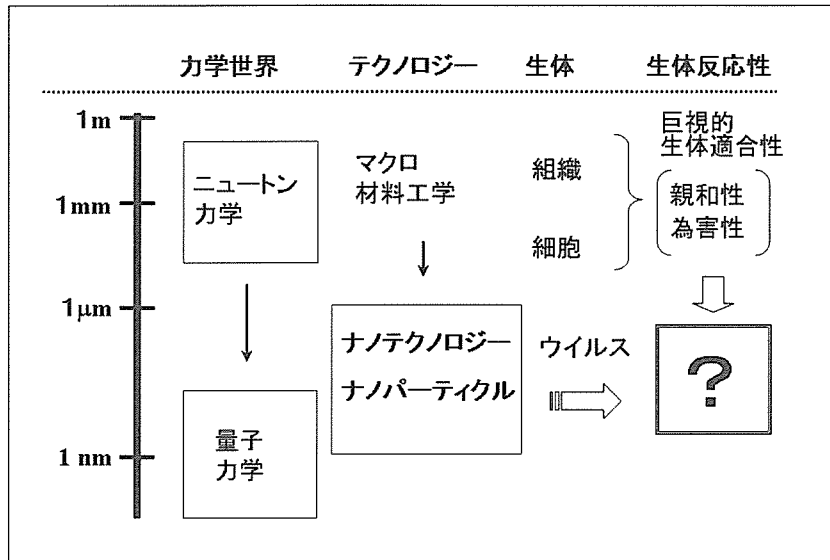 力学世界 テクノロジー 生体 生体反応性
1m
巨視的
生体適合性
マクロ
材料工学
組織
ニュートン
力学
1mm
親和性
為害性
細胞
1μm
ナノテクノロジー
ナノパーティクル
ウイルス
?
量子
力学
1 nm